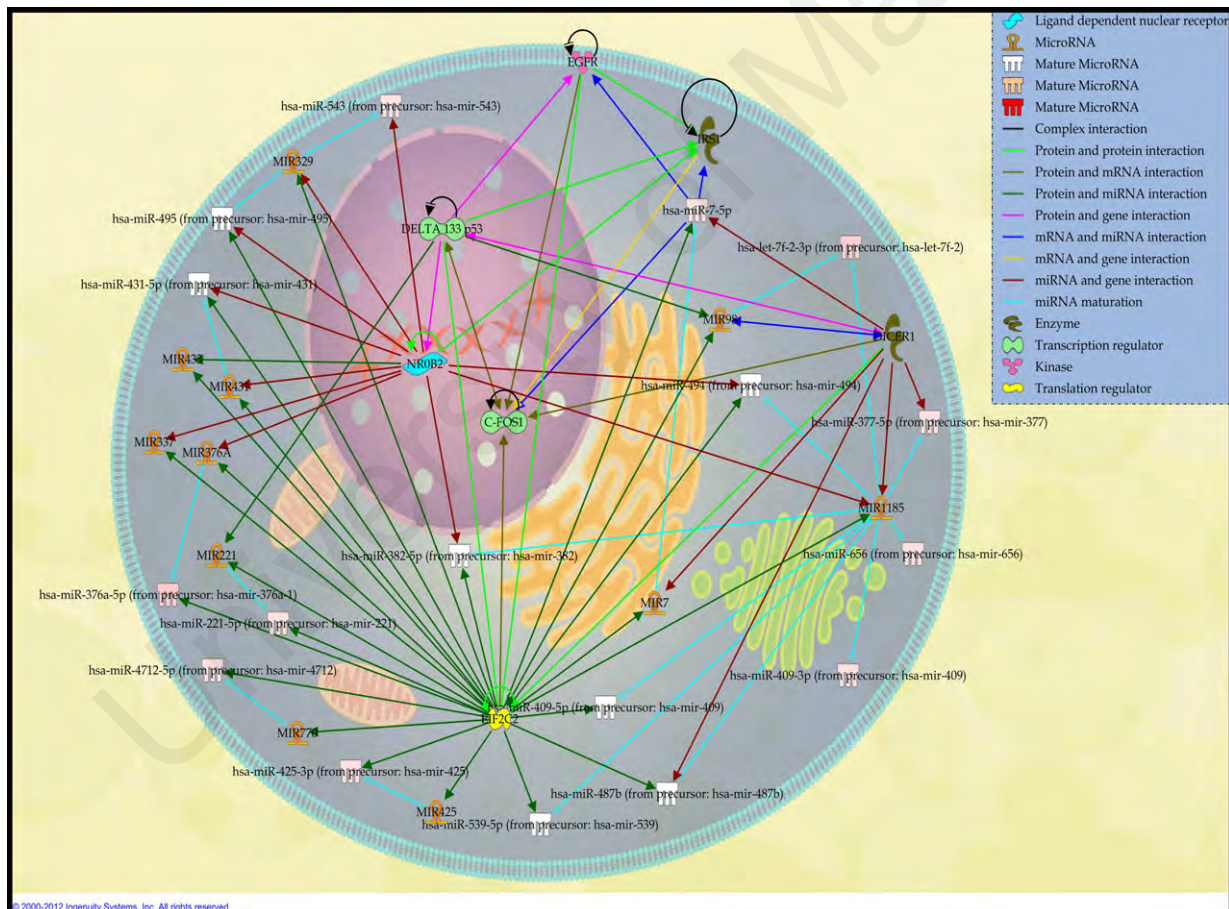 EGFR
IRS1
hsa-miR-543 (from precursor: hsa-mir-543)
MIR329
hsa-miR-495 (from precursor: hsa-mir-495)
hsa-miR-7-5p
DELTA 133 p53
hsa-let-7f-2-3p (from precursor: hsa-let-7f-2)
hsa-miR-431-5p (from precursor: hsa-mir-431)
MIR98
DICER1
NR0B2
hsa-miR-494 (from precursor: hsa-mir-494)
C-FOS1
hsa-miR-377-5p (from precursor: hsa-mir-377)
MIR337
MIR376A
MIR1185
MIR221
hsa-miR-382-5p (from precursor: hsa-mir-382)
hsa-miR-656 (from precursor: hsa-mir-656)
hsa-miR-376a-5p (from precursor: hsa-mir-376a-1)
MIR7
hsa-miR-221-5p (from precursor: hsa-mir-221)
hsa-miR-4712-5p (from precursor: hsa-mir-4712)
hsa-miR-409-3p (from precursor: hsa-mir-409)
hsa-miR-409-5p (from precursor: hsa-mir-409)
EIF2C2
hsa-miR-425-3p (from precursor: hsa-mir-425)
hsa-miR-487b (from precursor: hsa-mir-487b)
MIR425
hsa-miR-539-5p (from precursor: hsa-mir-539)
Ligand dependent nuclear receptor
MicroRNA
Mature MicroRNA
Mature MicroRNA
Mature MicroRNA
Complex interaction
Protein and protein interaction
Protein and mRNA interaction
Protein and miRNA interaction
Protein and gene interaction
mRNA and miRNA interaction
mRNA and gene interaction
miRNA and gene interaction
miRNA maturation
Enzyme
Transcription regulator
Kinase
Translation regulator
© 2000-2012 Ingenuity Systems, Inc. All rights reserved.